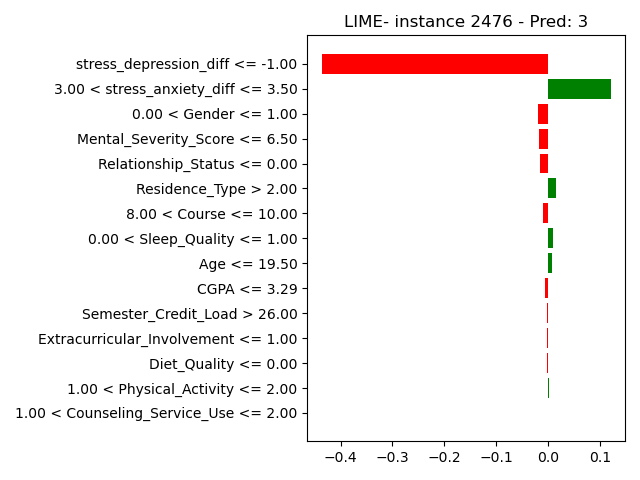 LIME- instance 2476 - Pred: 3
stress_depression_diff <= -1.00
3.00 < stress_anxiety_diff <= 3.50
0.00 < Gender <= 1.00
Mental_Severity_Score <= 6.50
Relationship_Status <= 0.00
Residence_Type > 2.00
8.00 < Course <= 10.00
0.00 < Sleep_Quality <= 1.00
Age <= 19.50
CGPA <= 3.29
Semester_Credit_Load > 26.00
Extracurricular_Involvement <= 1.00
Diet_Quality <= 0.00
1.00 < Physical_Activity <= 2.00
1.00 < Counseling_Service_Use <= 2.00
−0.4 −0.3 −0.2 −0.1 0.0 0.1